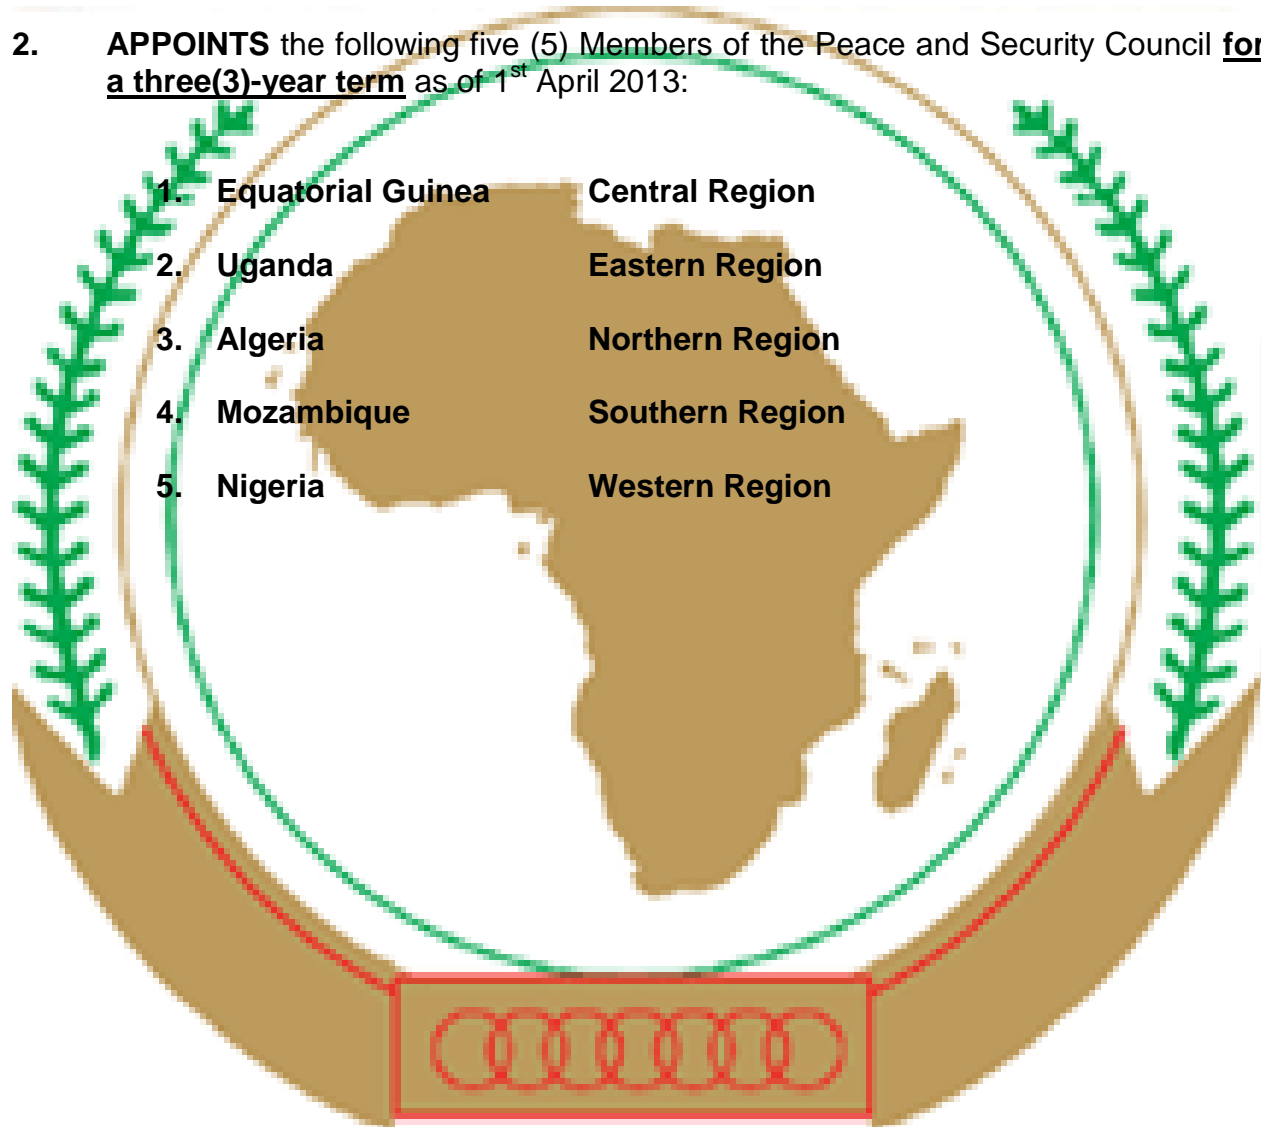 2. APPOINTS the following five (5) Members of the Peace and Security Council for
a three(3)-year term as of 1st April 2013:
1. Equatorial Guinea Central Region
2. Uganda Eastern Region
3. Algeria Northern Region
4. Mozambique Southern Region
5. Nigeria Western Region